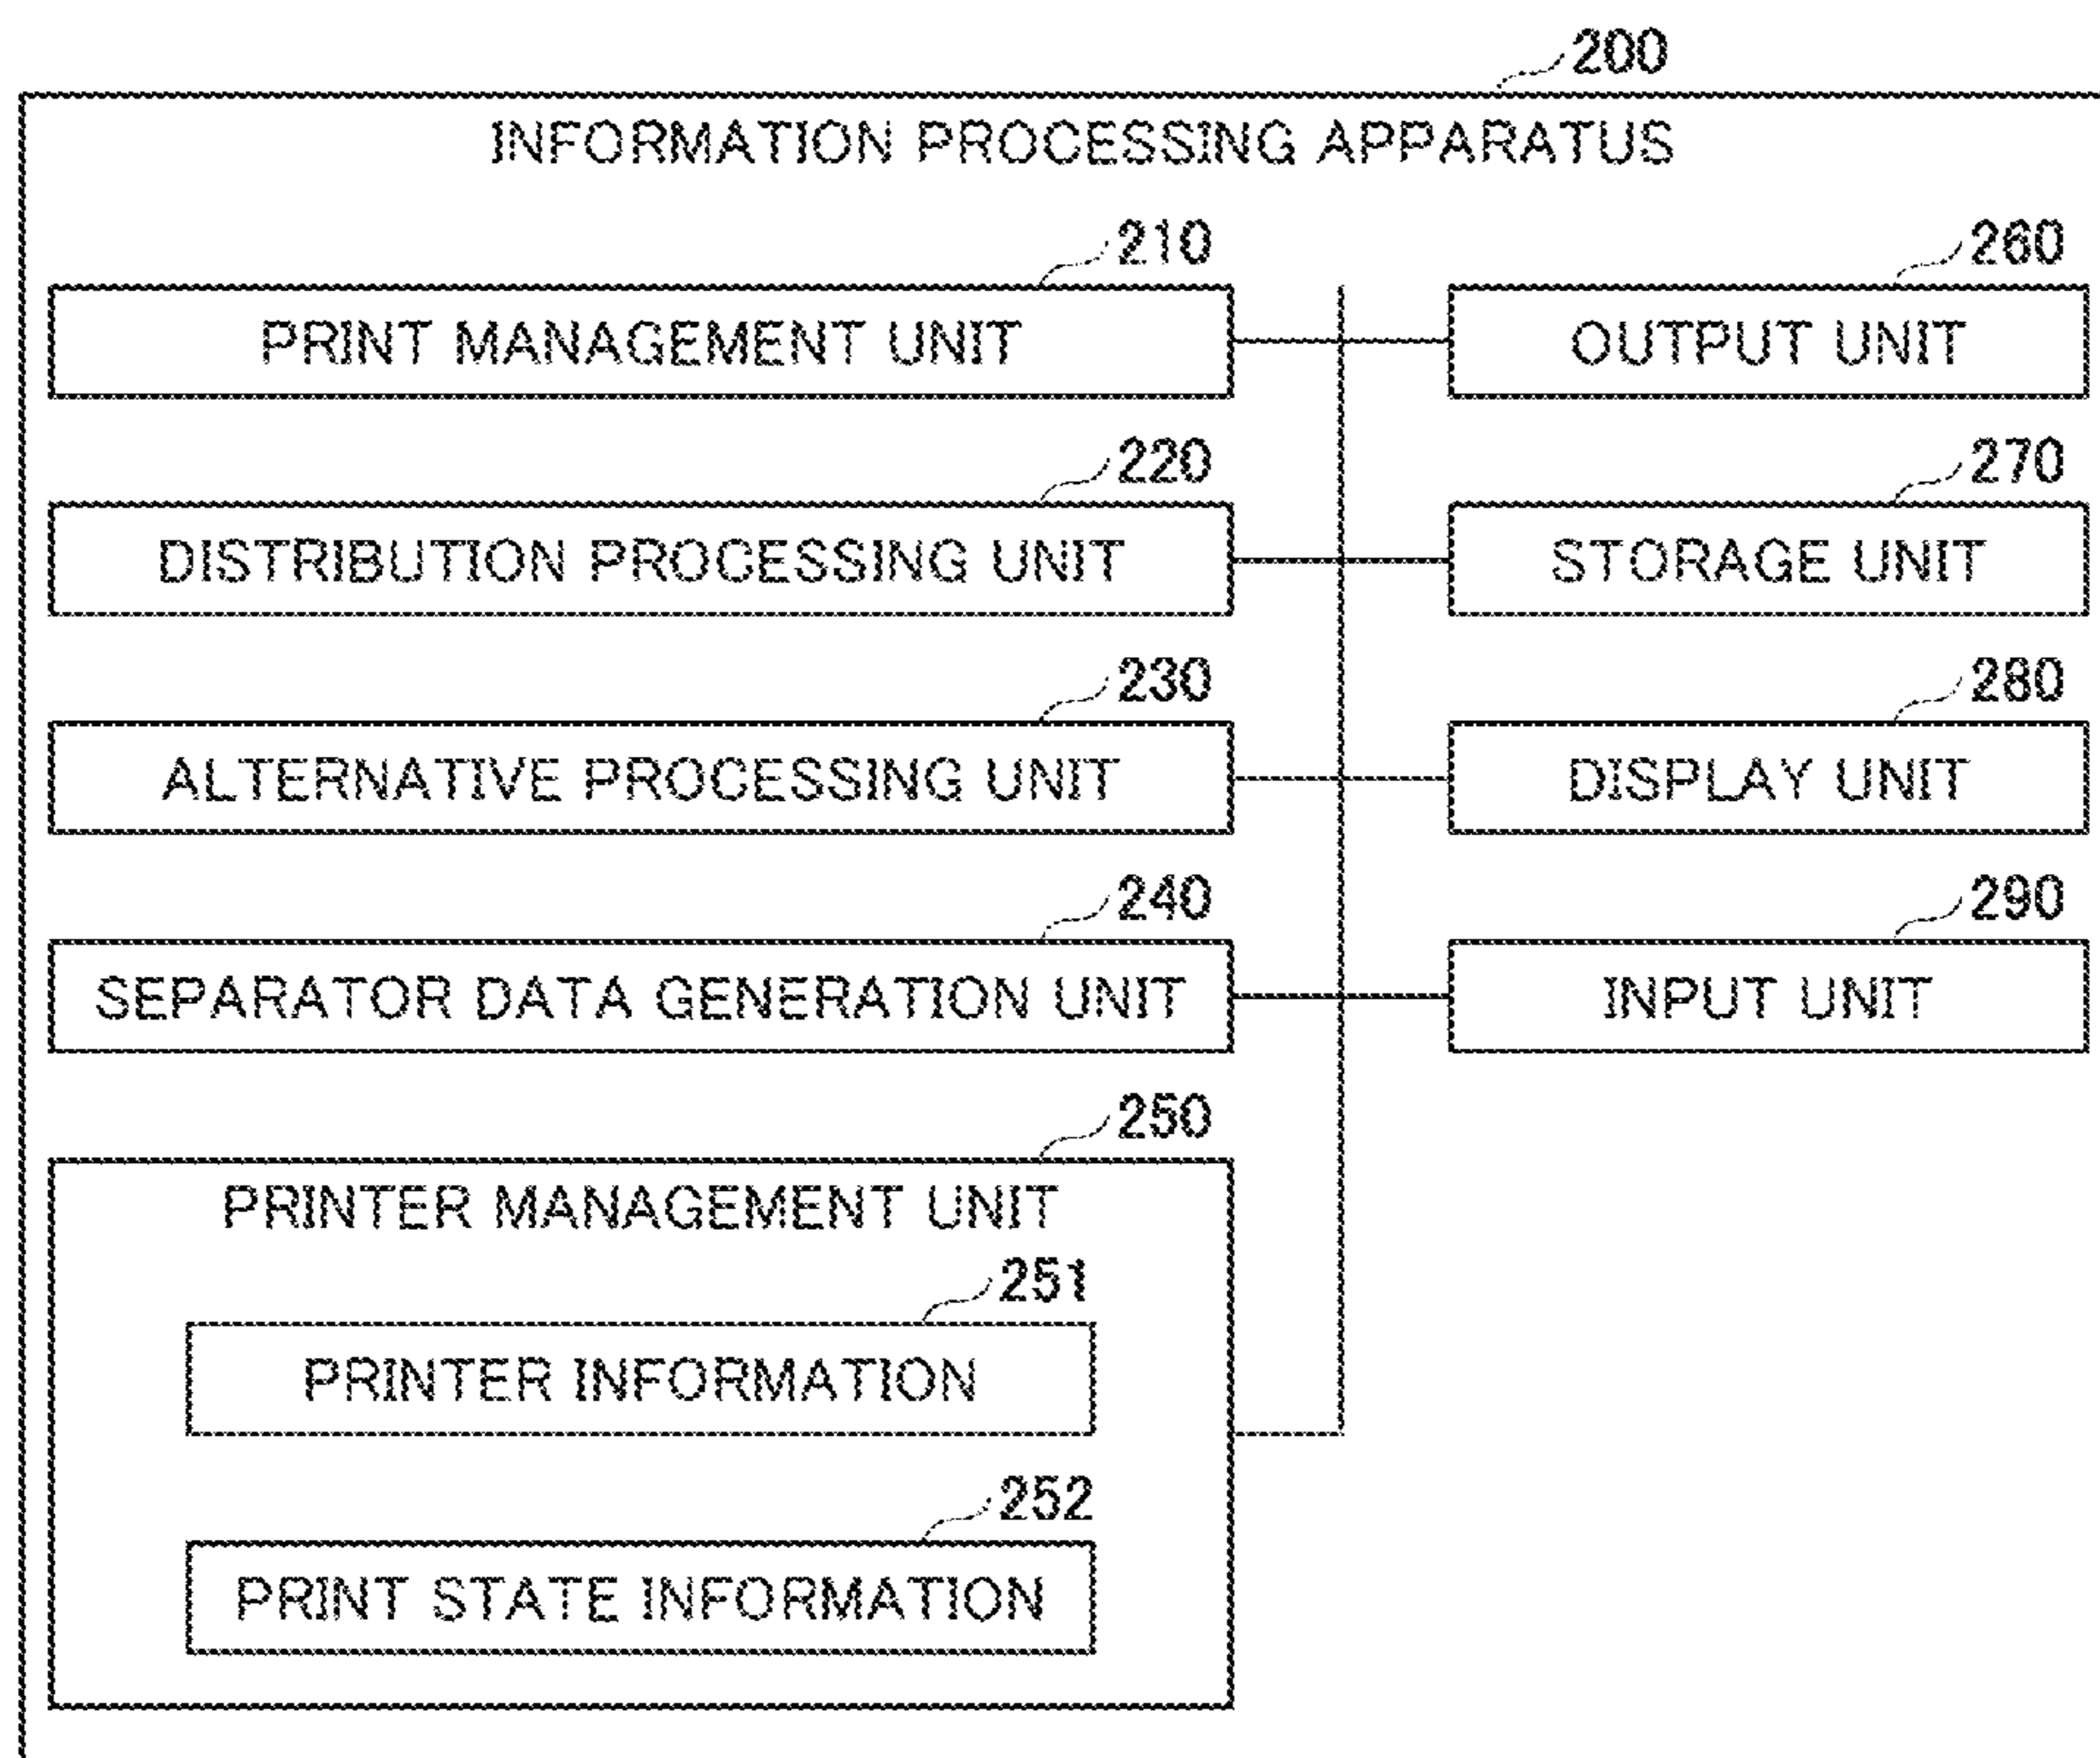 200
INFORMATION PROCESSING APPARATUS
210
PRINT MANAGEMENT UNIT
260
OUTPUT UNIT
220
DISTRIBUTION PROCESSING UNIT
270
STORAGE UNIT
230
ALTERNATIVE PROCESSING UNIT
280
DISPLAY UNIT
240
SEPARATOR DATA GENERATION UNIT
290
INPUT UNIT
250
PRINTER MANAGEMENT UNIT
251
PRINTER INFORMATION
252
PRINT STATE INFORMATION